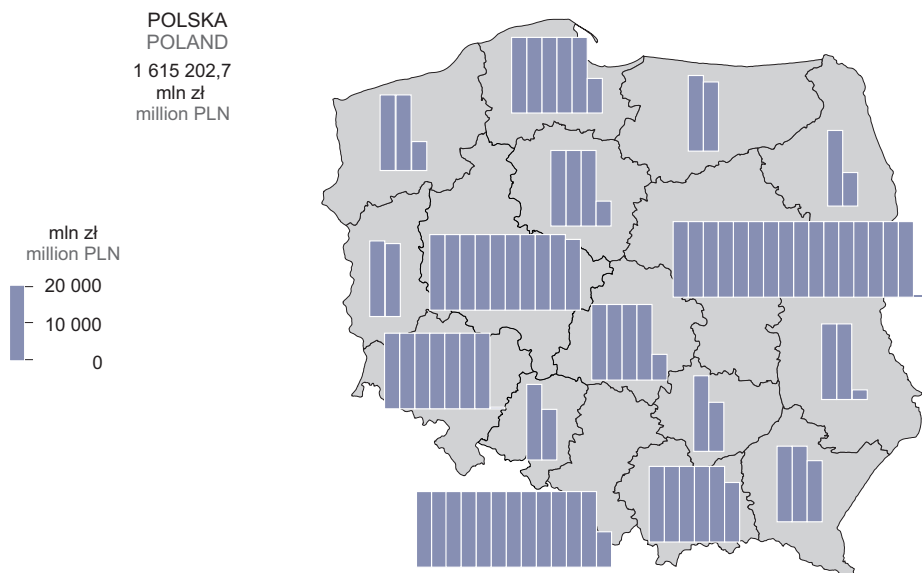 POLSKA
POLAND
1 615 202,7
mln zł
million PLN
mln zł
million PLN
20 000
10 000
0